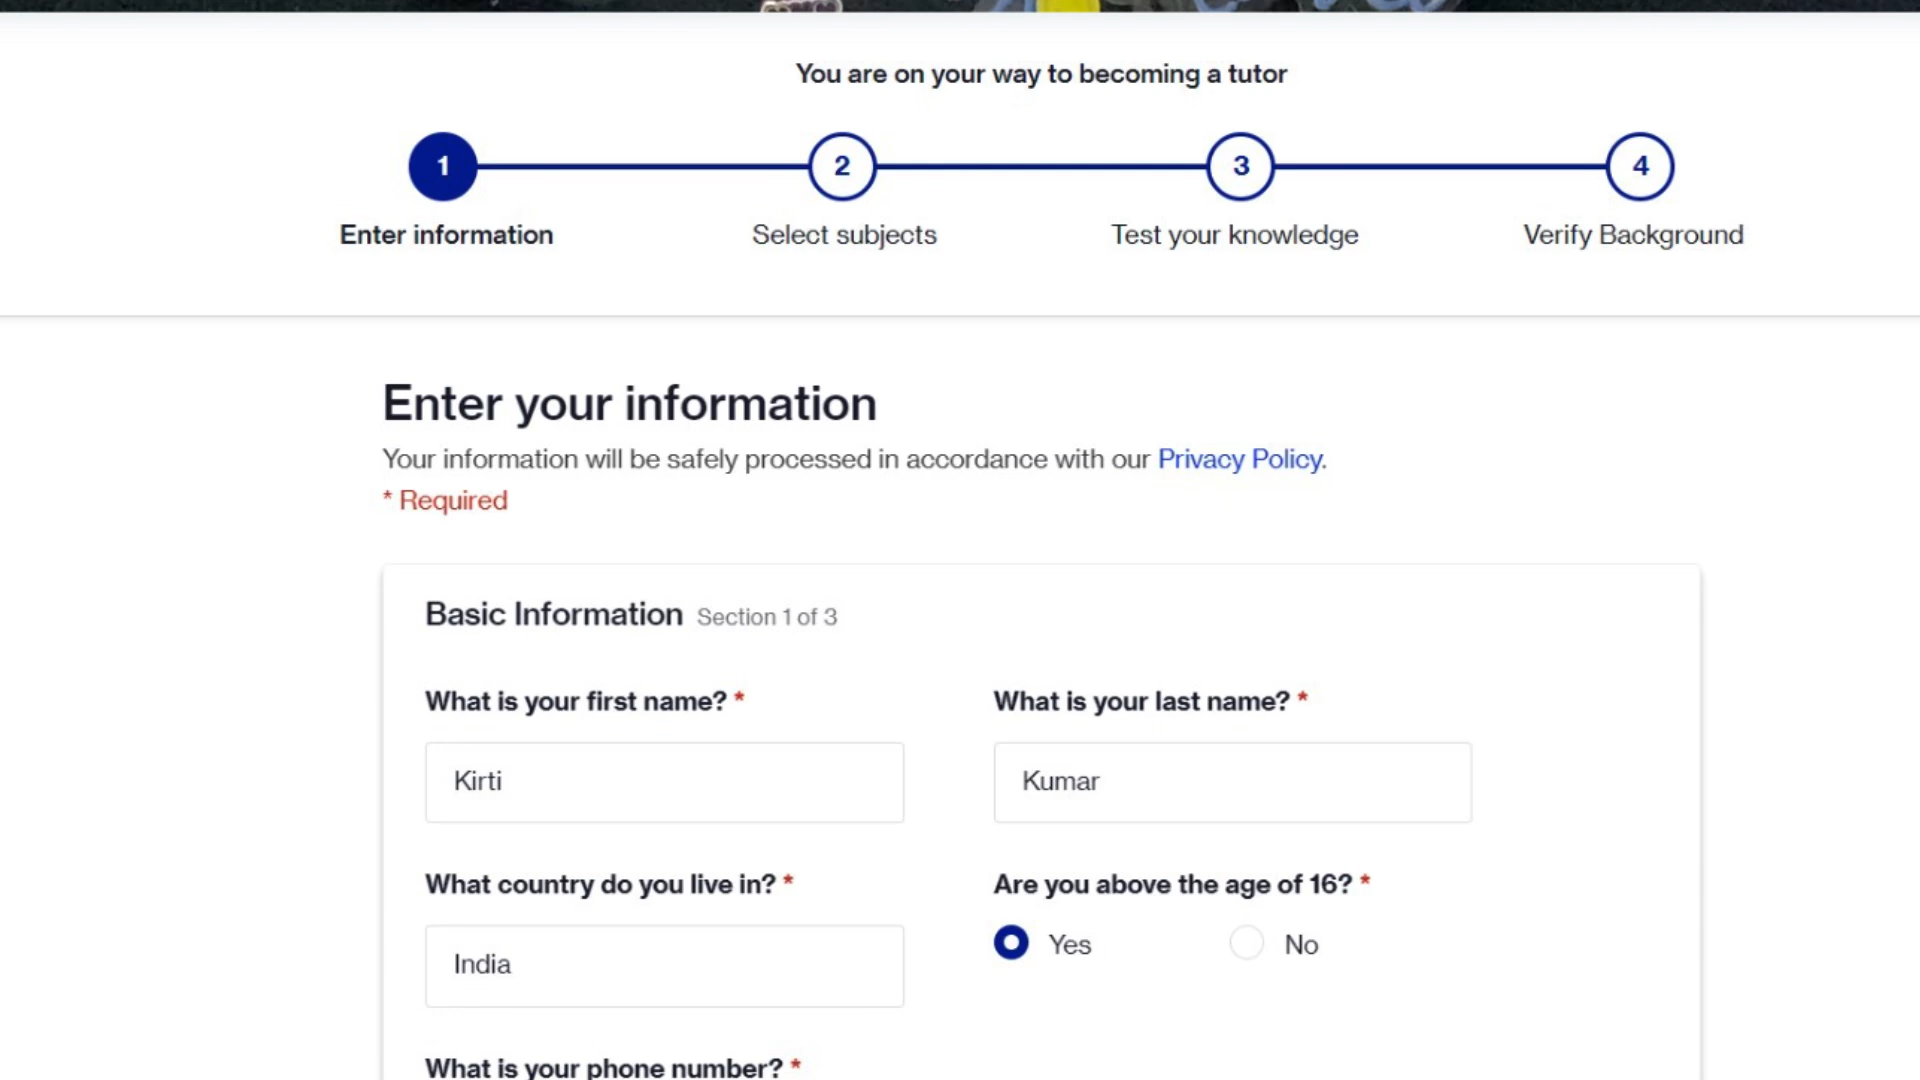 You are on your way to becoming a tutor
1 2 3 4
Enter information Select subjects Test your knowledge Verify Background
Enter your information
Your information will be safely processed in accordance with our Privacy Policy.
* Required
Basic Information Section 1 of 3
What is your first name? * What is your last name? *
Kirti Kumar
What country do you live in? * Are you above the age of 16? *
India Yes No
What is your phone number? *